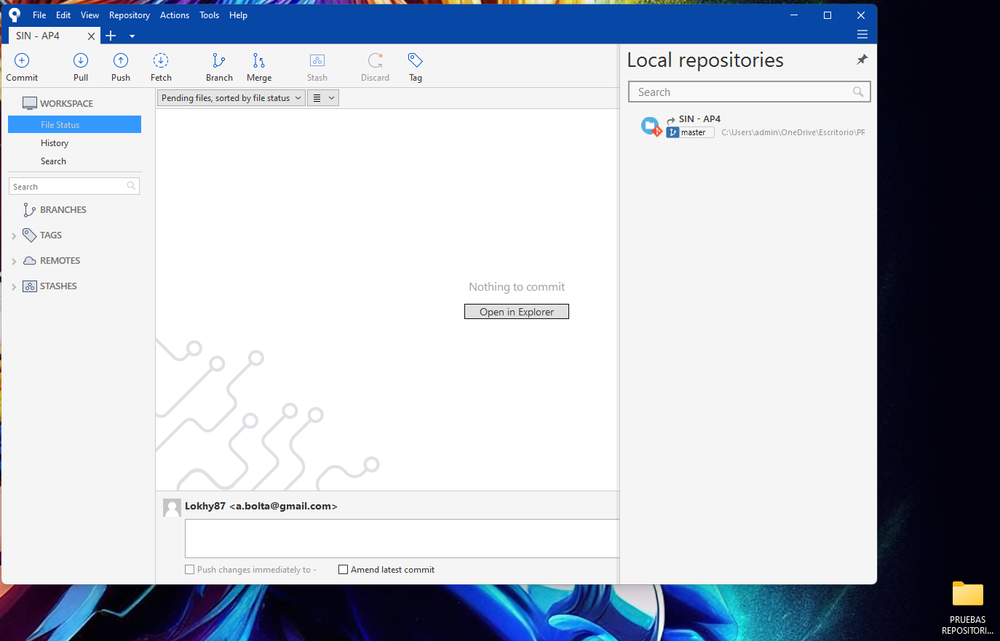 File Edit View Repository Actions Tools Help
SIN - AP4
Commit Pull Push Fetch Branch Merge Stash Discard Tag
WORKSPACE
File Status
History
Search
Search
BRANCHES
TAGS
REMOTES
STASHES
Pending files, sorted by file status
Nothing to commit
Open in Explorer
Lokhy87 <a.bolta@gmail.com>
Push changes immediately to -
Amend latest commit
Local repositories
Search
SIN - AP4
master C:\Users\admin\OneDrive\Escritorio\PR
PRUEBAS
REPOSITORI...